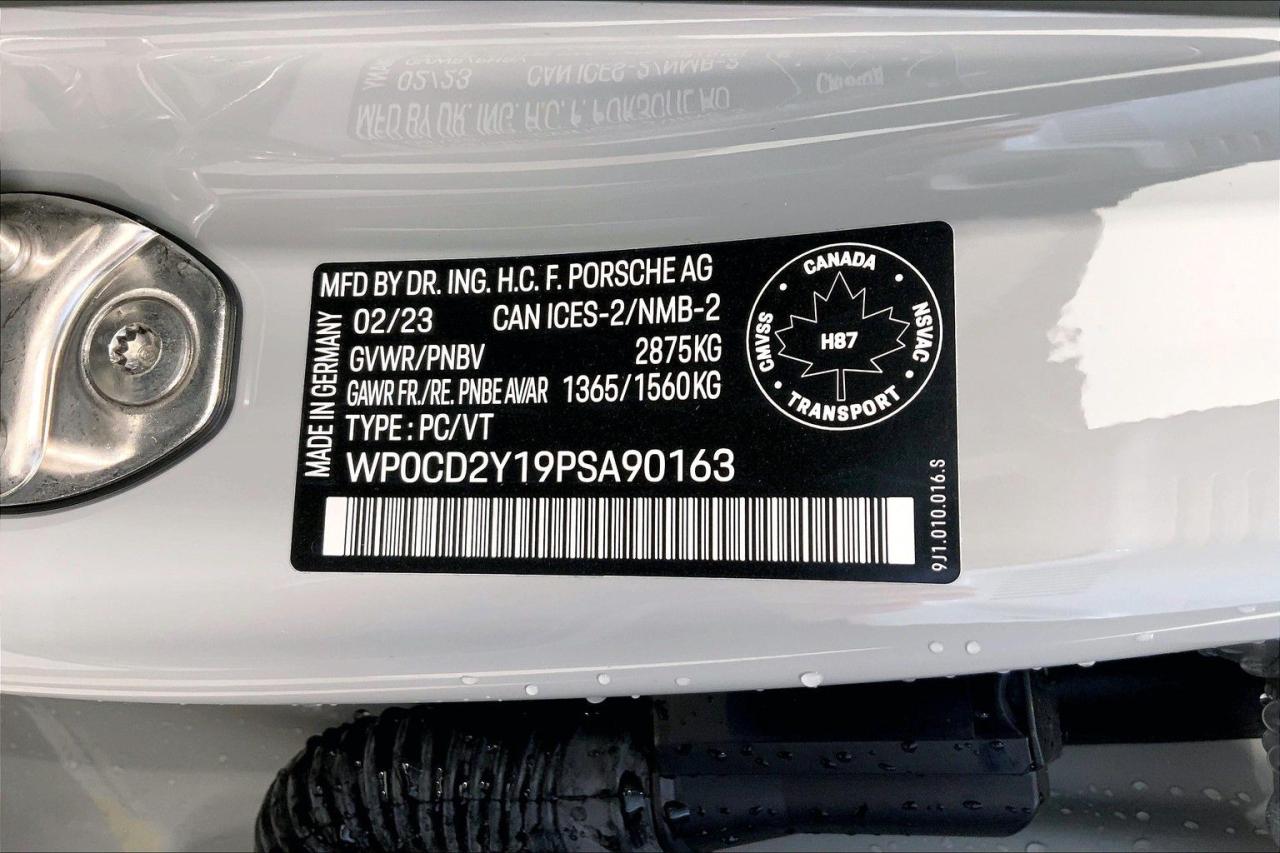 MFD BY DR. ING. H.C. F. PORSCHE AG
02/23 CAN ICES-2/NMB-2
GVWR/PNBV 2875KG
GAWR FR./RE. PNBE AV/AR 1365/1560KG
TYPE : PC/VT
WP0CD2Y19PSA90163
MADE IN GERMANY
CANADA
CMVSS
NSVAC
H87
TRANSPORT
9J1.010.016.S